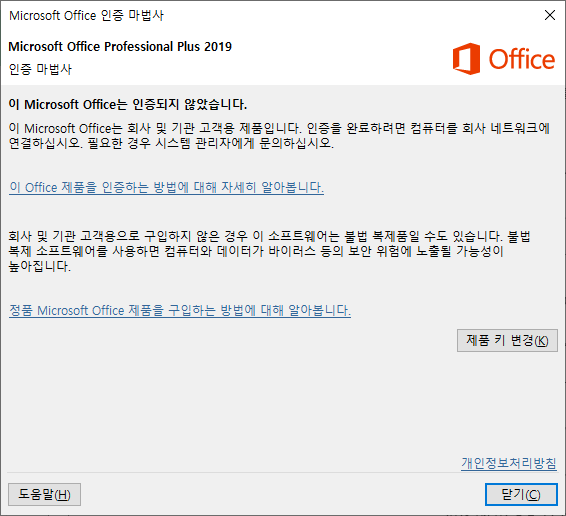 Microsoft Office 인증 마법사
Microsoft Office Professional Plus 2019
인증 마법사
Office
이 Microsoft Office는 인증되지 않았습니다.
이 Microsoft Office는 회사 및 기관 고객용 제품입니다. 인증을 완료하려면 컴퓨터를 회사 네트워크에
연결하십시오. 필요한 경우 시스템 관리자에게 문의하십시오.
이 Office 제품을 인증하는 방법에 대해 자세히 알아봅니다.
회사 및 기관 고객용으로 구입하지 않은 경우 이 소프트웨어는 불법 복제품일 수도 있습니다. 불법
복제 소프트웨어를 사용하면 컴퓨터와 데이터가 바이러스 등의 보안 위험에 노출될 가능성이
높아집니다.
정품 Microsoft Office 제품을 구입하는 방법에 대해 알아봅니다.
제품 키 변경(K)
개인정보처리방침
도움말(H)
닫기(C)